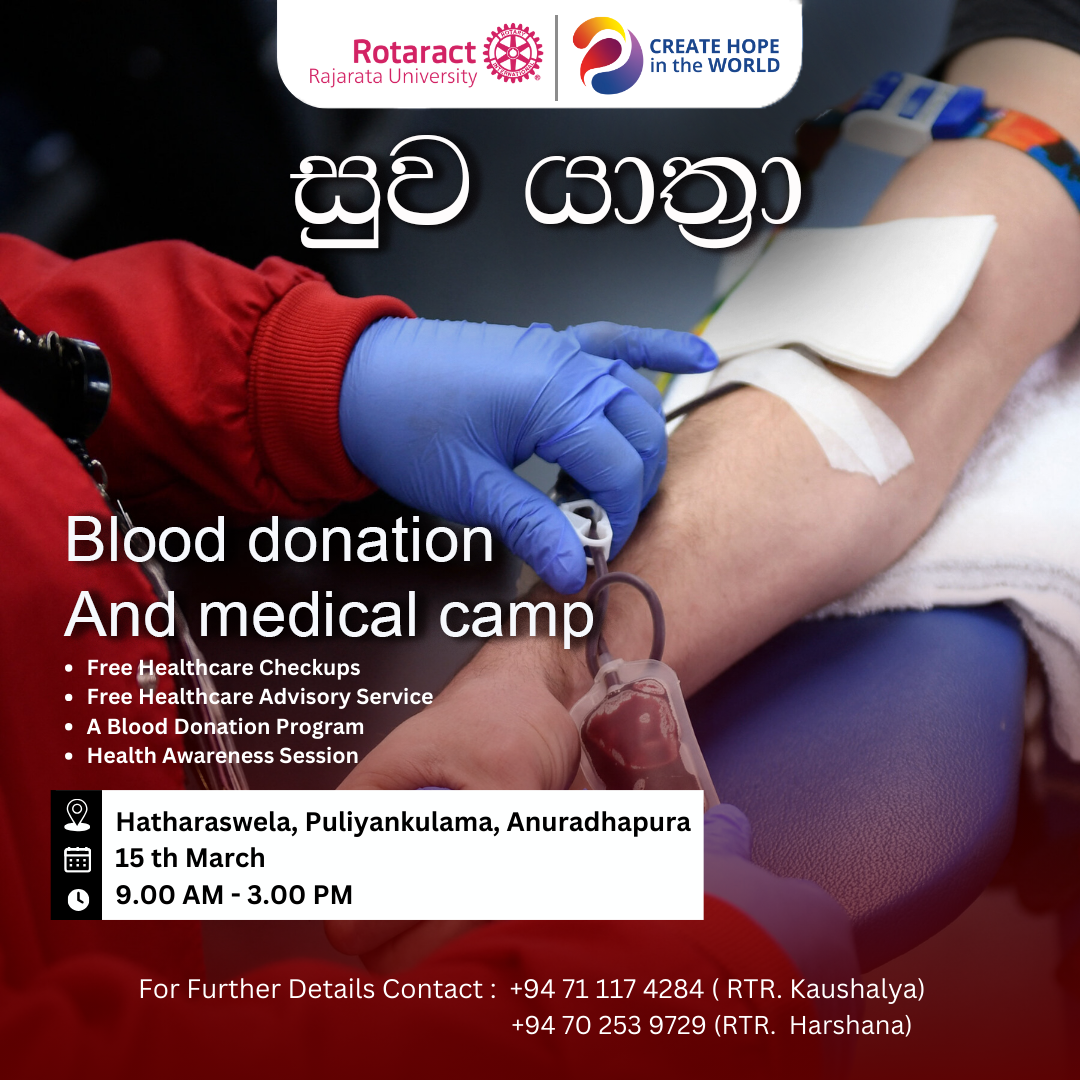 Rotaract
Rajarata University
ROTARY
INTERNATIONAL
CREATE HOPE
in the WORLD
සුව යාත්‍රා
Blood donation
And medical camp
• Free Healthcare Checkups
• Free Healthcare Advisory Service
• A Blood Donation Program
• Health Awareness Session
Hatharaswela, Puliyankulama, Anuradhapura
15 th March
9.00 AM - 3.00 PM
For Further Details Contact : +94 71 117 4284 ( RTR. Kaushalya)
+94 70 253 9729 (RTR. Harshana)